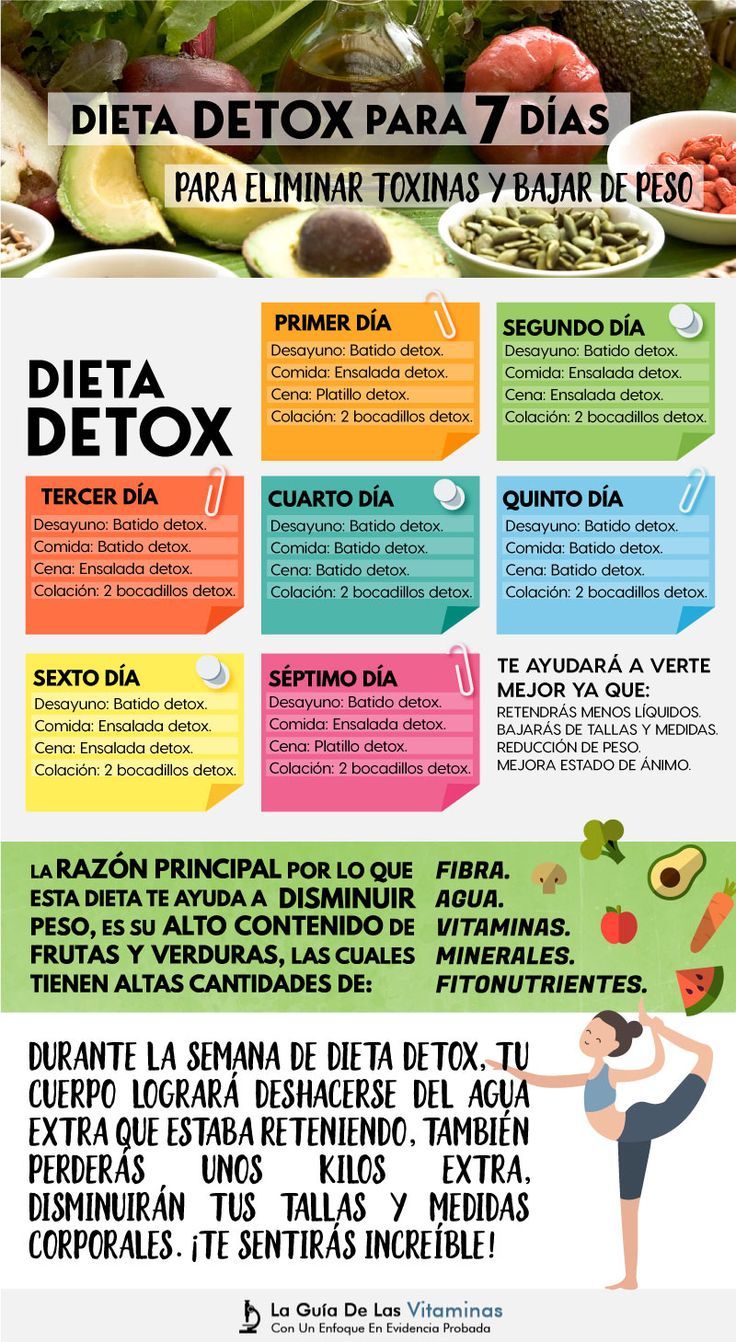 DIETA DETOX PARA 7 DÍAS
PARA ELIMINAR TOXINAS Y BAJAR DE PESO
DIETA
DETOX
PRIMER DÍA
Desayuno: Batido detox.
Comida: Ensalada detox.
Cena: Platillo detox.
Colación: 2 bocadillos detox.
SEGUNDO DÍA
Desayuno: Batido detox.
Comida: Ensalada detox.
Cena: Ensalada detox.
Colación: 2 bocadillos detox.
TERCER DÍA
Desayuno: Batido detox.
Comida: Batido detox.
Cena: Ensalada detox.
Colación: 2 bocadillos detox.
CUARTO DÍA
Desayuno: Batido detox.
Comida: Batido detox.
Cena: Batido detox.
Colación: 2 bocadillos detox.
QUINTO DÍA
Desayuno: Batido detox.
Comida: Batido detox.
Cena: Batido detox.
Colación: 2 bocadillos detox.
SEXTO DÍA
Desayuno: Batido detox.
Comida: Ensalada detox.
Cena: Ensalada detox.
Colación: 2 bocadillos detox.
SÉPTIMO DÍA
Desayuno: Batido detox.
Comida: Ensalada detox.
Cena: Platillo detox.
Colación: 2 bocadillos detox.
TE AYUDARÁ A VERTE
MEJOR YA QUE:
RETENDRÁS MENOS LÍQUIDOS.
BAJARÁS DE TALLAS Y MEDIDAS.
REDUCCIÓN DE PESO.
MEJORA ESTADO DE ÁNIMO.
LA RAZÓN PRINCIPAL POR LO QUE
ESTA DIETA TE AYUDA A DISMINUIR
PESO, ES SU ALTO CONTENIDO DE
FRUTAS Y VERDURAS, LAS CUALES
TIENEN ALTAS CANTIDADES DE:
FIBRA.
AGUA.
VITAMINAS.
MINERALES.
FITONUTRIENTES.
DURANTE LA SEMANA DE DIETA DETOX, TU
CUERPO LOGRARÁ DESHACERSE DEL AGUA
EXTRA QUE ESTABA RETENIENDO, TAMBIÉN
PERDERÁS UNOS KILOS EXTRA,
DISMINUIRÁN TUS TALLAS Y MEDIDAS
CORPORALES. ¡TE SENTIRÁS INCREÍBLE!
La Guía De Las Vitaminas
Con Un Enfoque En Evidencia Probada